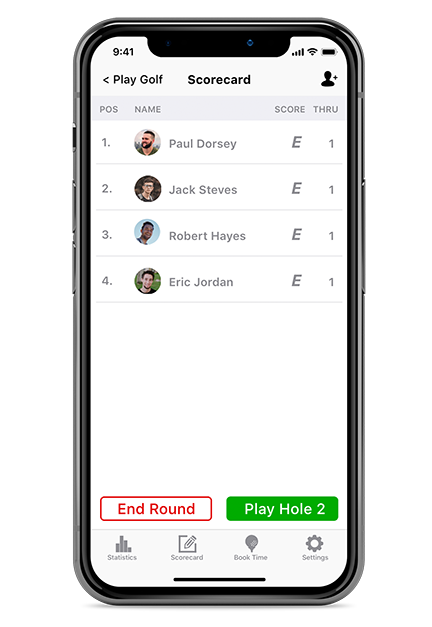 9:41
< Play Golf Scorecard
POS NAME SCORE THRU
1. Paul Dorsey E 1
2. Jack Steves E 1
3. Robert Hayes E 1
4. Eric Jordan E 1
End Round Play Hole 2
Statistics Scorecard Book Time Settings